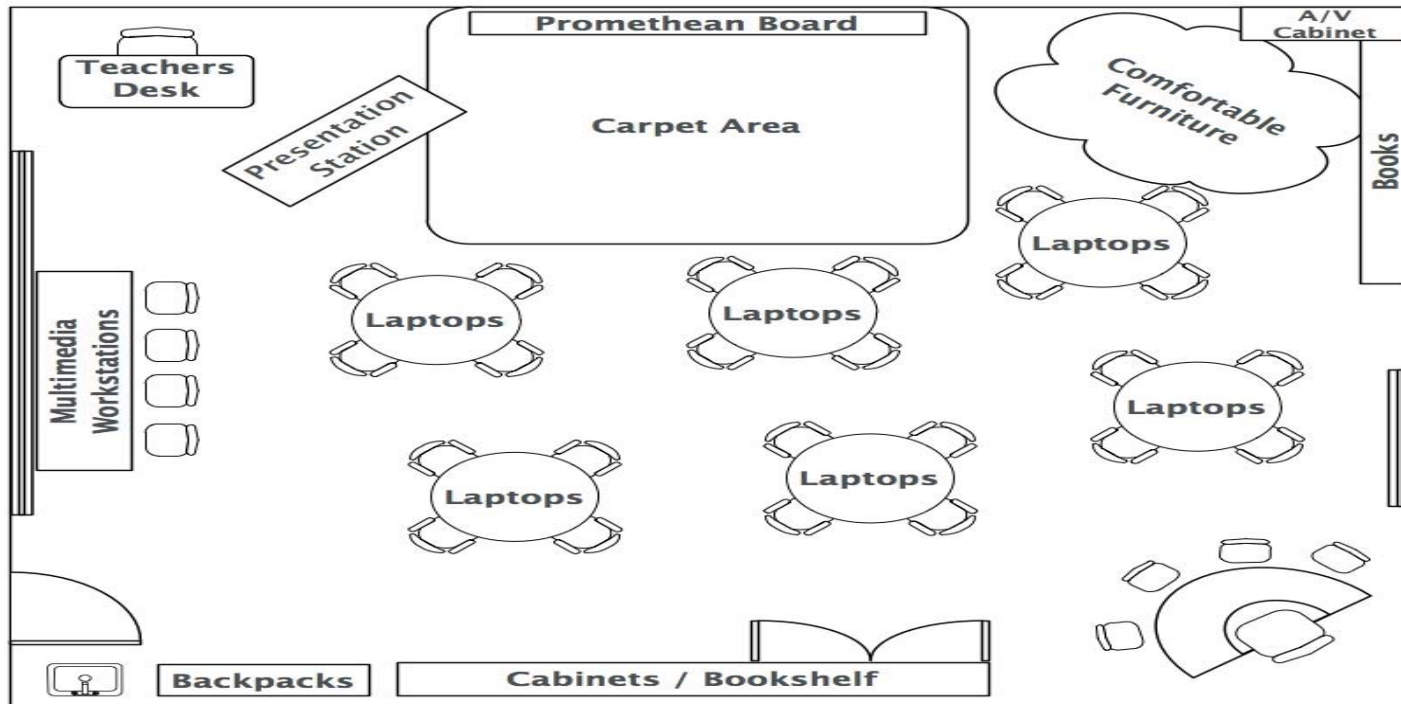 Promethean Board
A/V
Cabinet
Teachers
Desk
Presentation
Station
Carpet Area
Comfortable
Furniture
Books
Laptops
Laptops
Laptops
Multimedia
Workstations
Laptops
Laptops
Laptops
Backpacks
Cabinets / Bookshelf